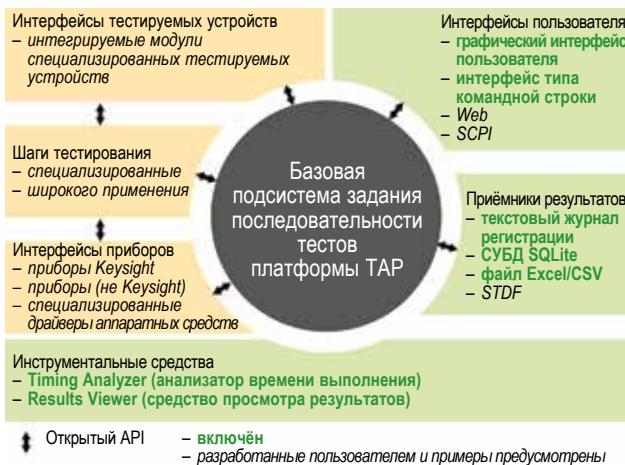 Интерфейсы тестируемых устройств
– интегрируемые модули
специализированных тестируемых
устройств
Шаги тестирования
– специализированные
– широкого применения
Интерфейсы приборов
– приборы Keysight
– приборы (не Keysight)
– специализированные
драйверы аппаратных средств
Базовая
подсистема задания
последовательности
тестов
платформы TAP
Интерфейсы пользователя
– графический интерфейс
пользователя
– интерфейс типа
командной строки
– Web
– SCPI
Приёмники результатов
– текстовый журнал
регистрации
– СУБД SQLite
– файл Excel/CSV
– STDF
Инструментальные средства
– Timing Analyzer (анализатор времени выполнения)
– Results Viewer (средство просмотра результатов)
Открытый API
– включён
– разработанные пользователем и примеры предусмотрены